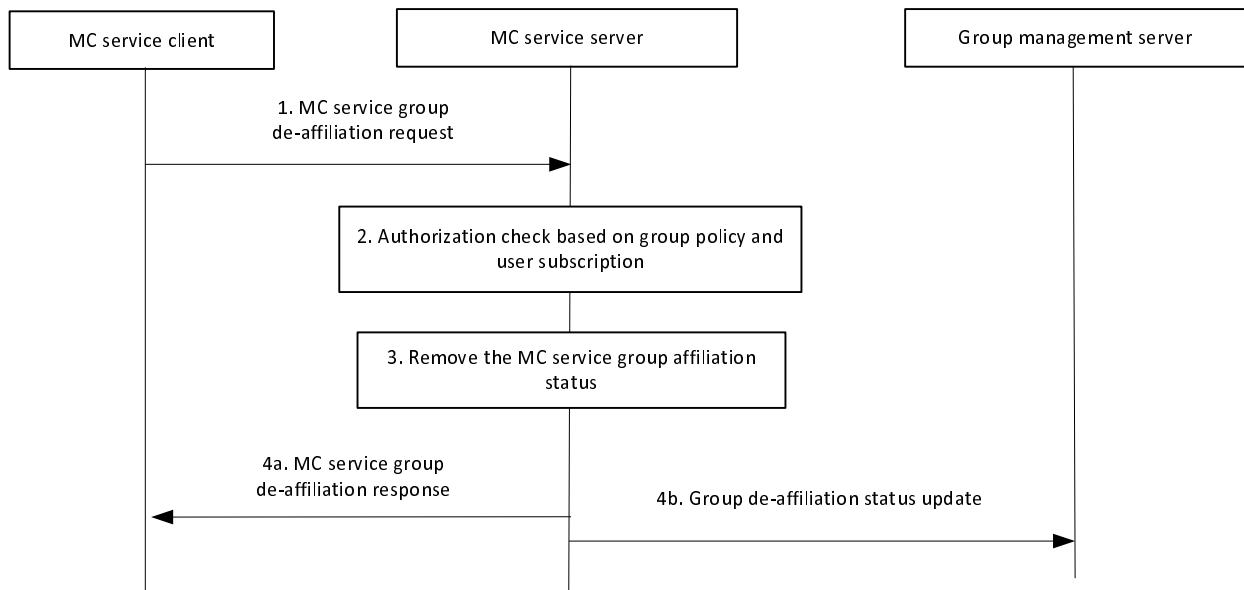 MC service client
MC service server
Group management server
1. MC service group
de-affiliation request
2. Authorization check based on group policy and
user subscription
3. Remove the MC service group affiliation
status
4a. MC service group
de-affiliation response
4b. Group de-affiliation status update